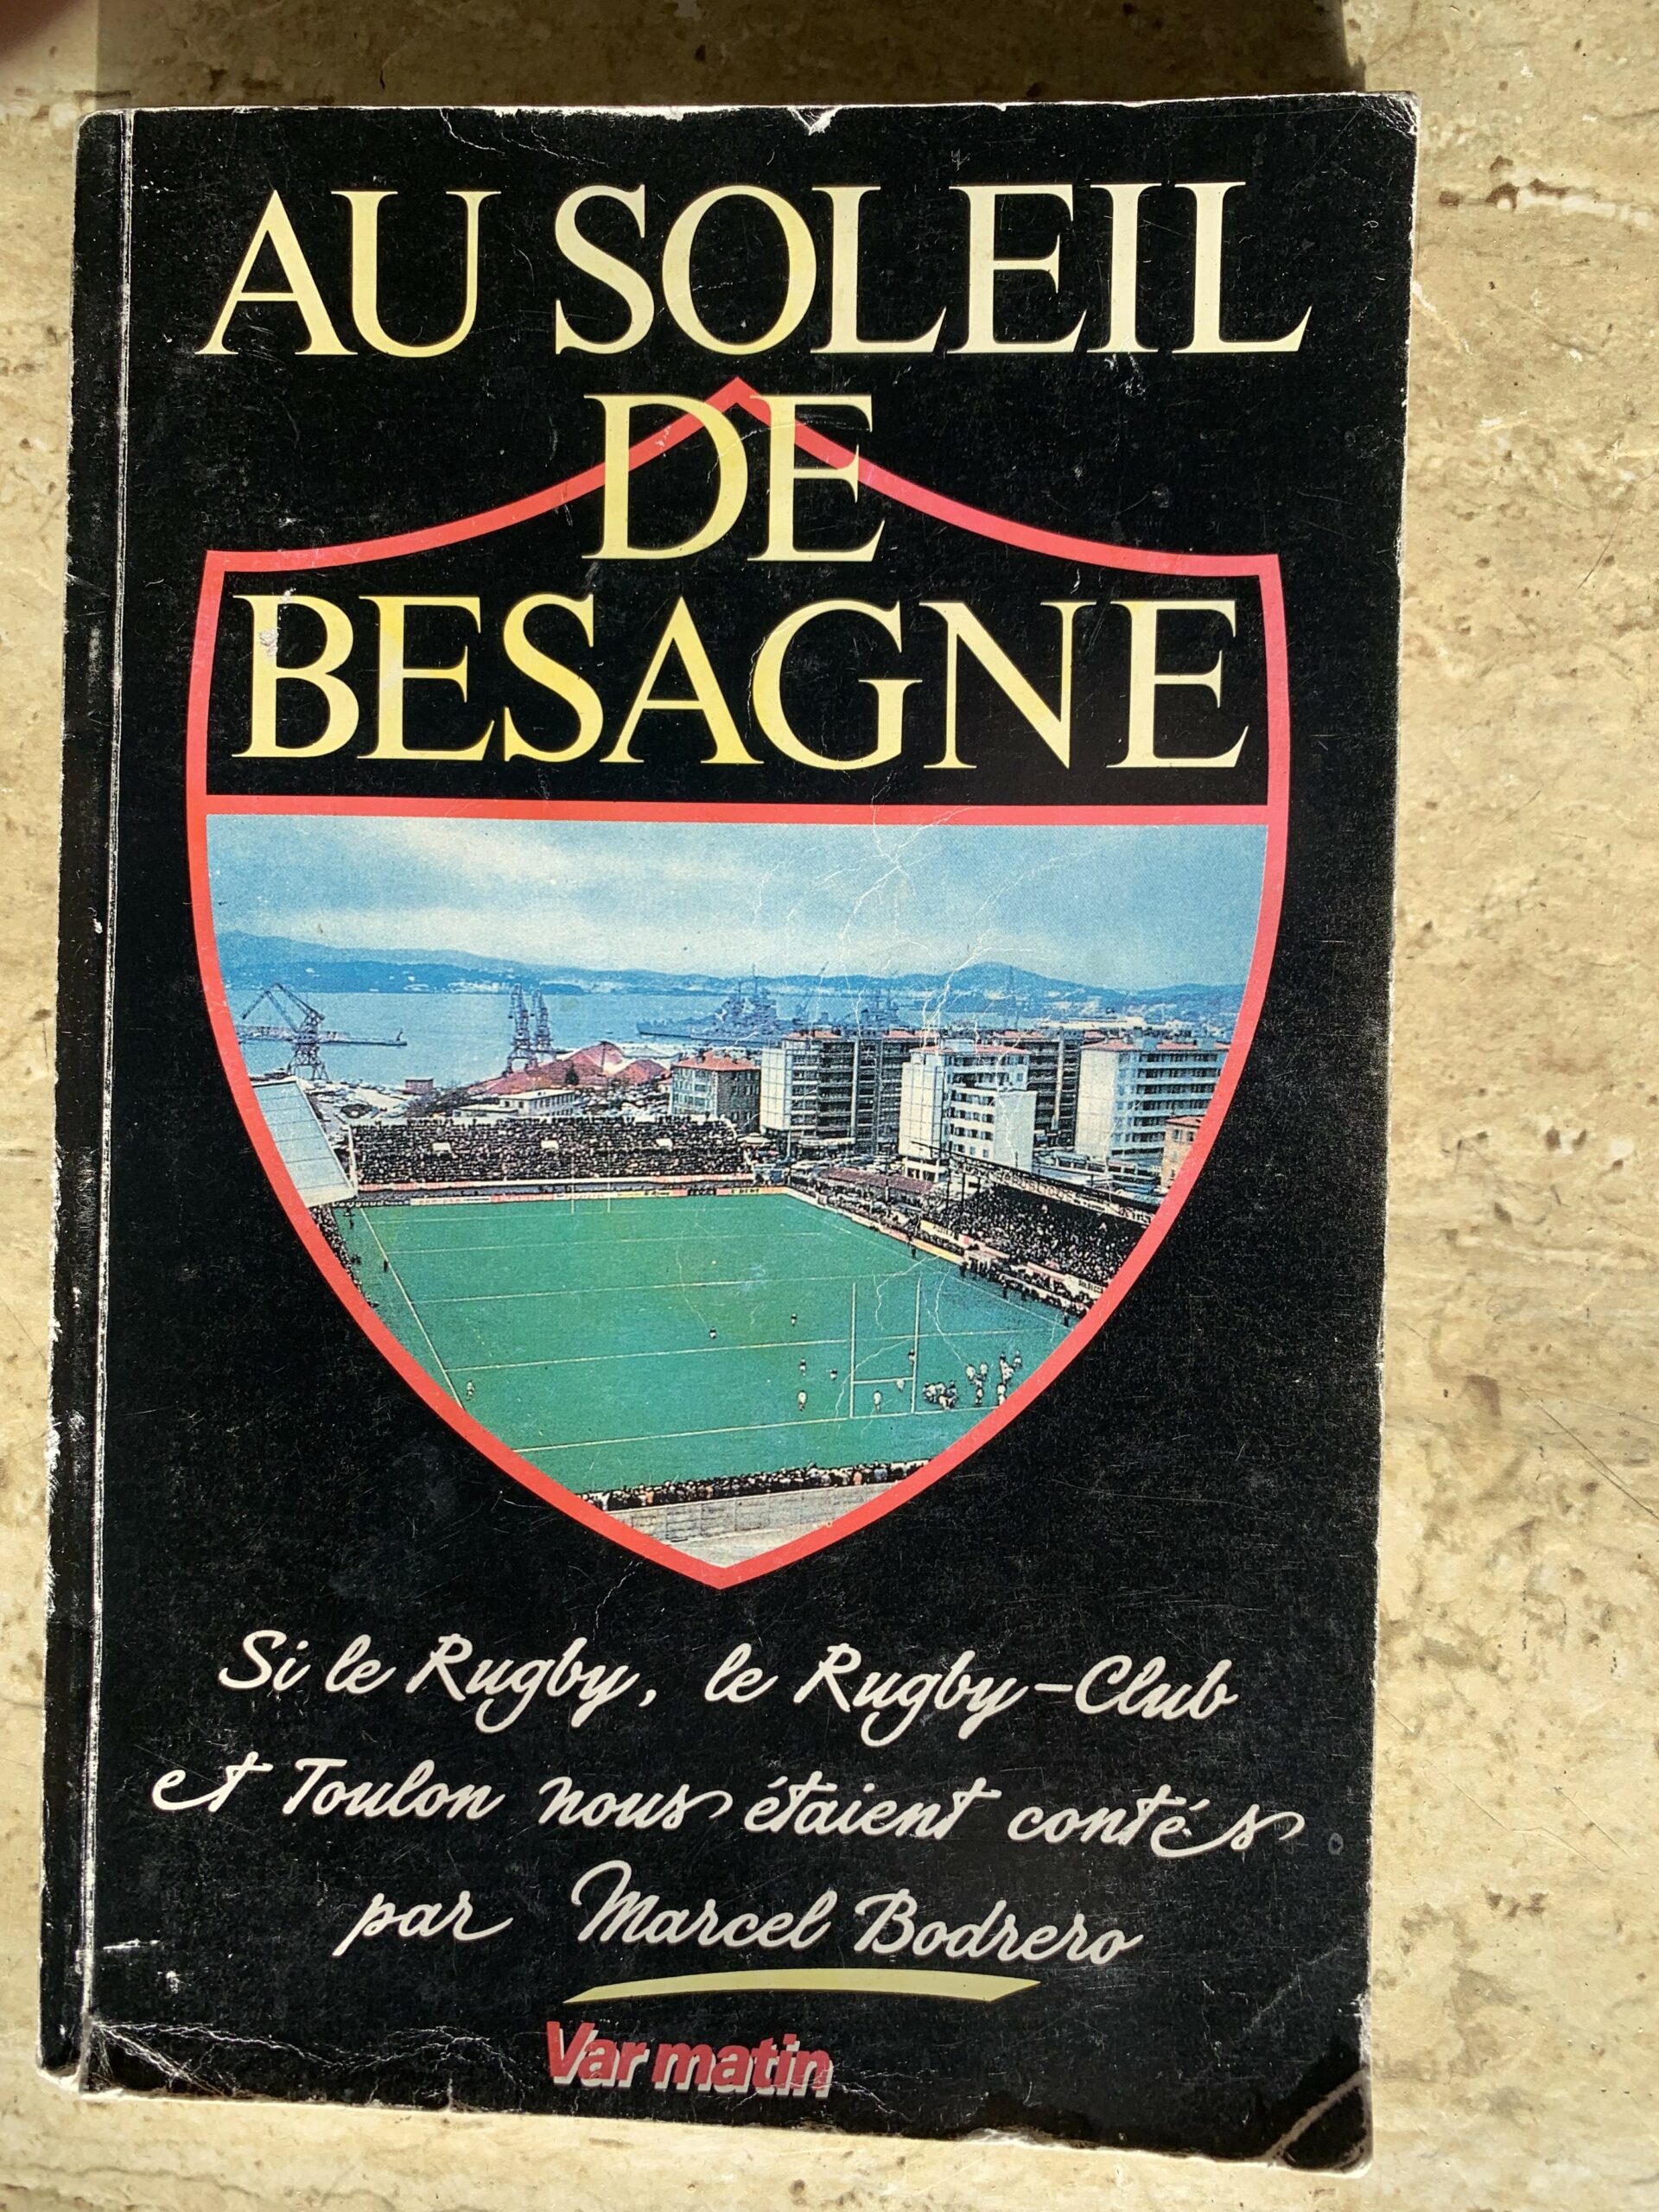 AU SOLEIL
DE
BESAGNE
Si le Rugby, le Rugby-Club
et Toulon nous étaient contés
par Marcel Bodrero
Var matin